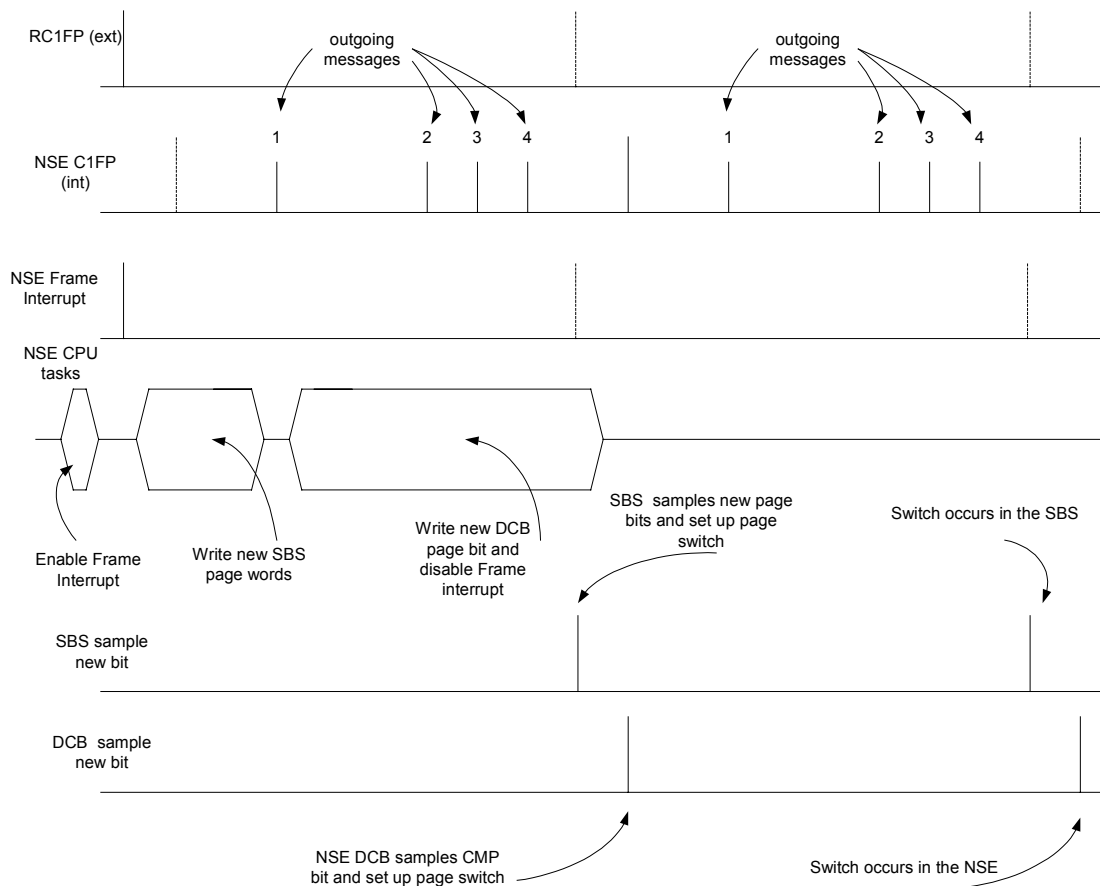 RC1FP (ext)
outgoing
messages
outgoing
messages
1
2
3
4
1
2
3
4
NSE C1FP
(int)
NSE Frame
Interrupt
NSE CPU
tasks
Enable Frame
Interrupt
Write new SBS
page words
Write new DCB
page bit and
disable Frame
interrupt
SBS samples new page
bits and set up page
switch
Switch occurs in the SBS
SBS sample
new bit
DCB sample
new bit
NSE DCB samples CMP
bit and set up page switch
Switch occurs in the NSE